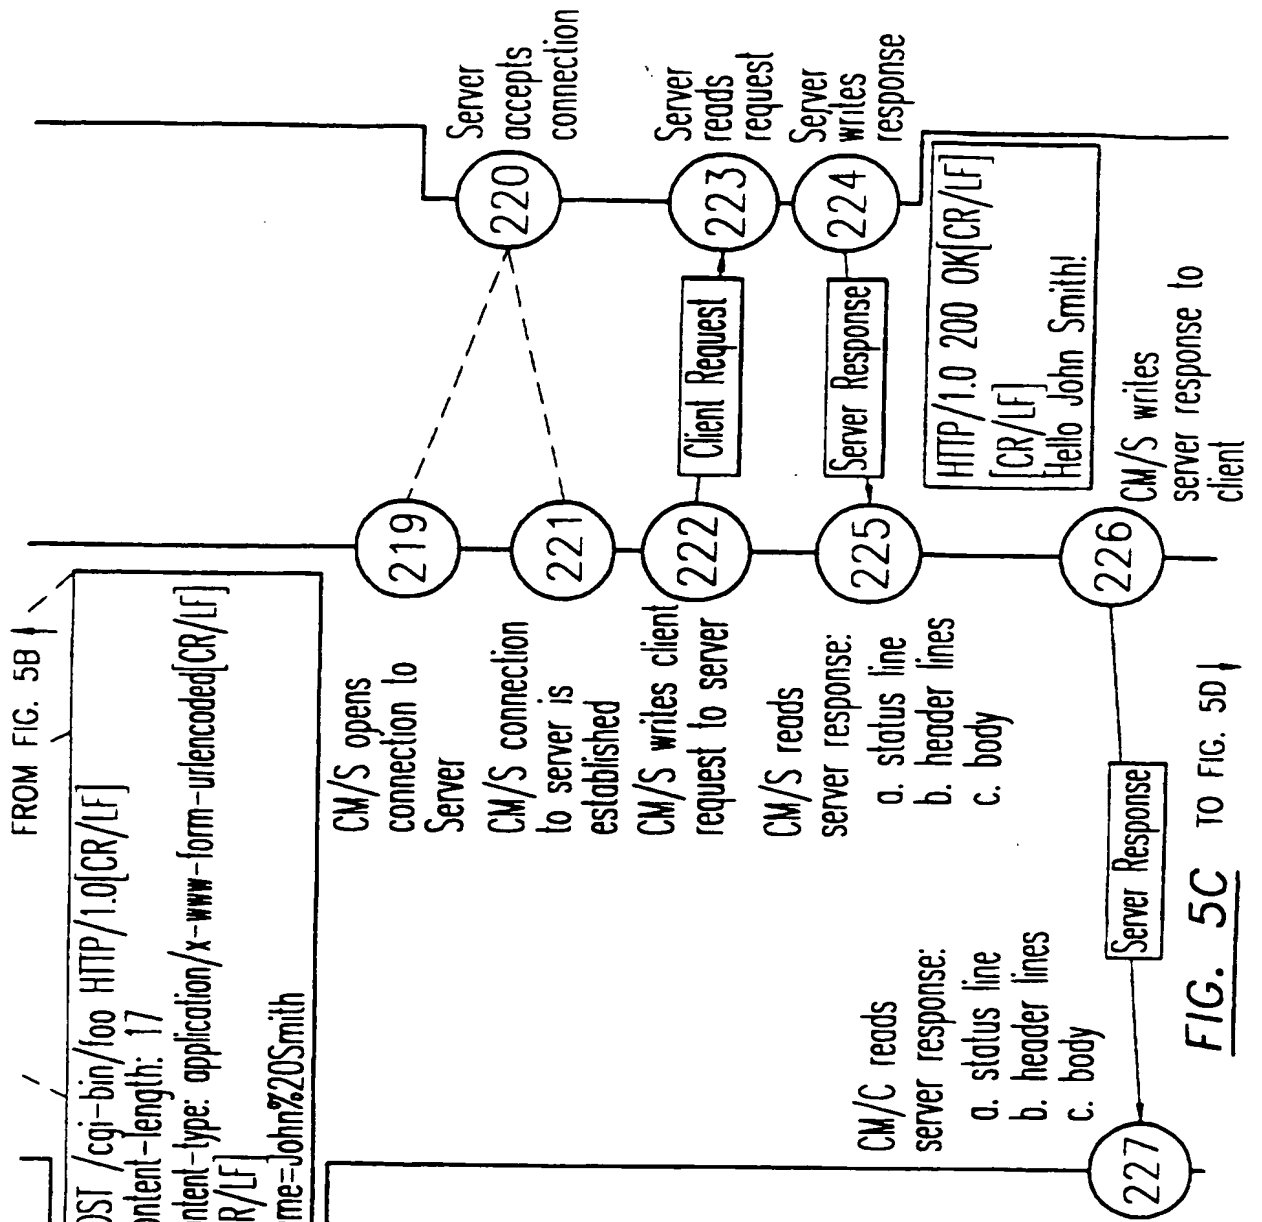 FROM FIG. 5B
OST /cgi-bin/foo HTTP/1.0[CR/LF]
ontent-length: 17
ntent-type: application/x-www-form-urlencoded[CR/LF]
R/LF]
me=John%20Smith
CM/S opens
connection to
Server
219
220
Server
accepts
connection
CM/S connection
to server is
established
221
CM/S writes client
request to server
222
Client Request
223
Server
reads
request
CM/S reads
server response:
a. status line
b. header lines
c. body
225
Server Response
224
Server
writes
response
HTTP/1.0 200 OK[CR/LF]
[CR/LF]
Hello John Smith!
226
CM/S writes
server response to
client
CM/C reads
server response:
a. status line
b. header lines
c. body
227
Server Response
FIG. 5C
TO FIG. 5D